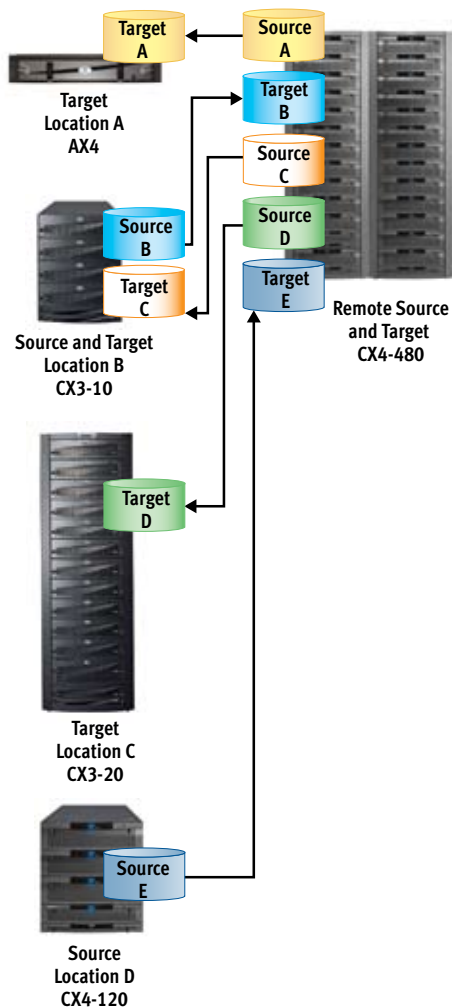 Target
A
Source
A
Target
Location A
AX4
Target
B
Source
C
Source
B
Source
D
Target
C
Target
E
Source and Target
Location B
CX3-10
Remote Source
and Target
CX4-480
Target
D
Target
Location C
CX3-20
Source
E
Source
Location D
CX4-120